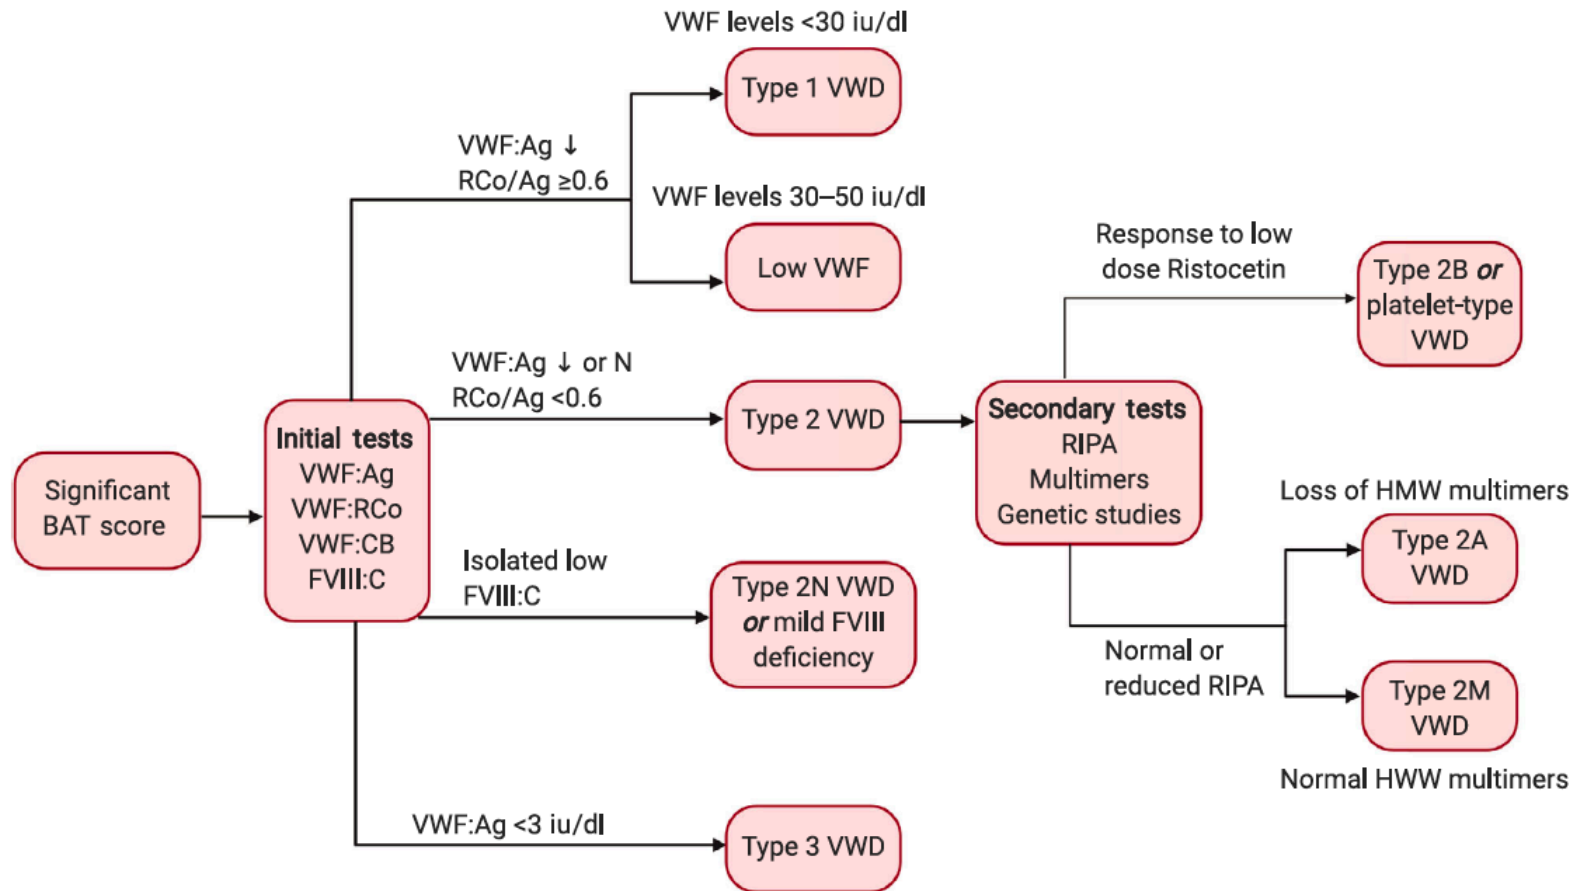 VWF levels <30 iu/dl
Type 1 VWD
VWF:Ag ↓
RCo/Ag ≥0.6
VWF levels 30–50 iu/dl
Low VWF
Response to low
dose Ristocetin
Type 2B or
platelet-type
VWD
VWF:Ag ↓ or N
RCo/Ag <0.6
Type 2 VWD
Secondary tests
RIPA
Multimers
Genetic studies
Significant
BAT score
Initial tests
VWF:Ag
VWF:RCo
VWF:CB
FVIII:C
Loss of HMW multimers
Type 2A
VWD
Isolated low
FVIII:C
Type 2N VWD
or mild FVIII
deficiency
Normal or
reduced RIPA
Type 2M
VWD
Normal HWW multimers
VWF:Ag <3 iu/dl
Type 3 VWD